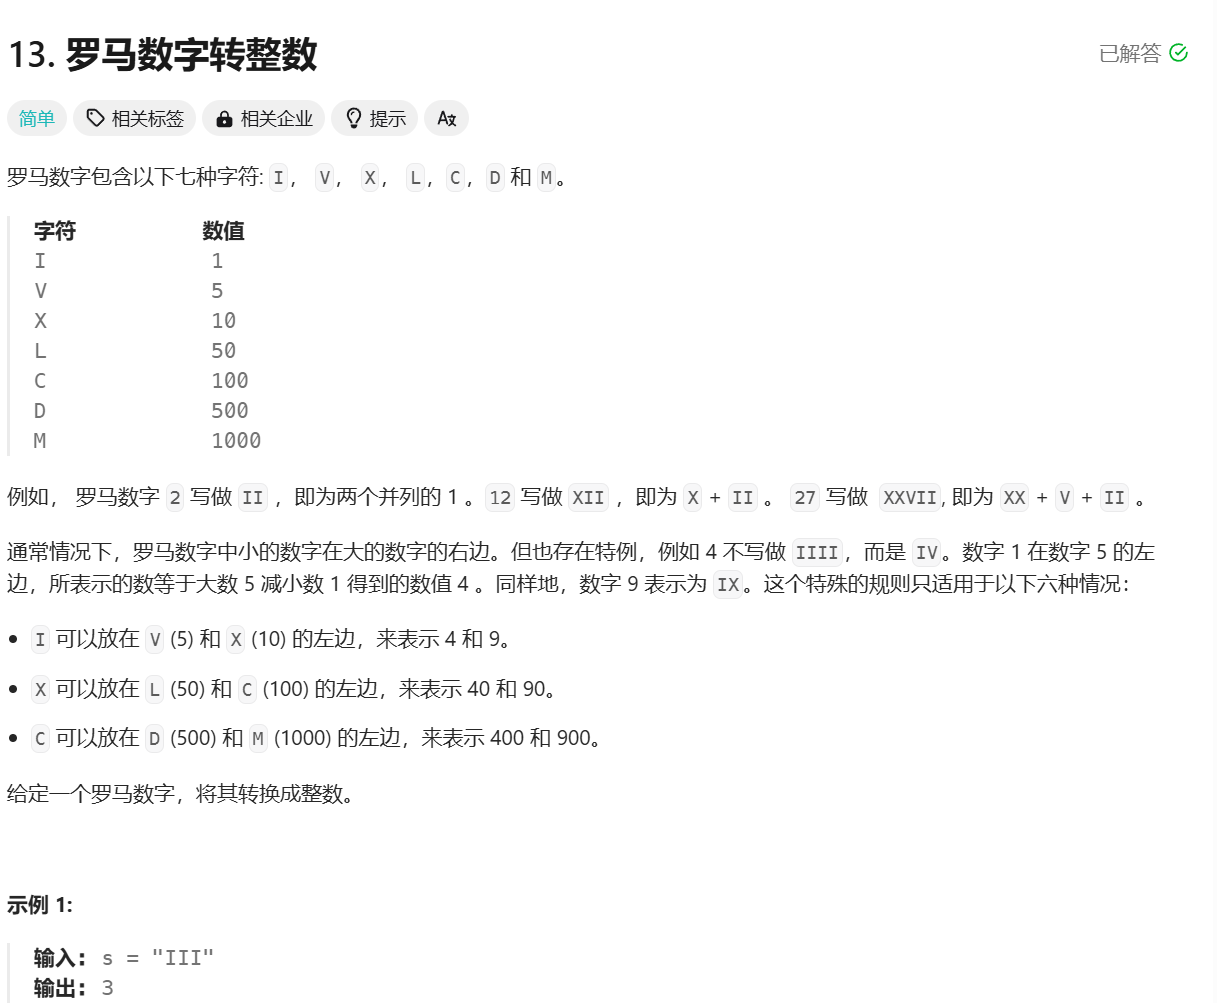 13. 罗马数字转整数
已解答
简单 相关标签 相关企业 提示
罗马数字包含以下七种字符: I， V， X， L，C，D 和 M。
字符 数值
I 1
V 5
X 10
L 50
C 100
D 500
M 1000
例如， 罗马数字 2 写做 II ，即为两个并列的 1 。12 写做 XII ，即为 X + II 。 27 写做 XXVII, 即为 XX + V + II 。
通常情况下，罗马数字中小的数字在大的数字的右边。但也存在特例，例如 4 不写做 IIII，而是 IV。数字 1 在数字 5 的左
边，所表示的数等于大数 5 减小数 1 得到的数值 4 。同样地，数字 9 表示为 IX。这个特殊的规则只适用于以下六种情况：
• I 可以放在 V (5) 和 X (10) 的左边，来表示 4 和 9。
• X 可以放在 L (50) 和 C (100) 的左边，来表示 40 和 90。
• C 可以放在 D (500) 和 M (1000) 的左边，来表示 400 和 900。
给定一个罗马数字，将其转换成整数。
示例 1:
输入: s = "III"
输出: 3